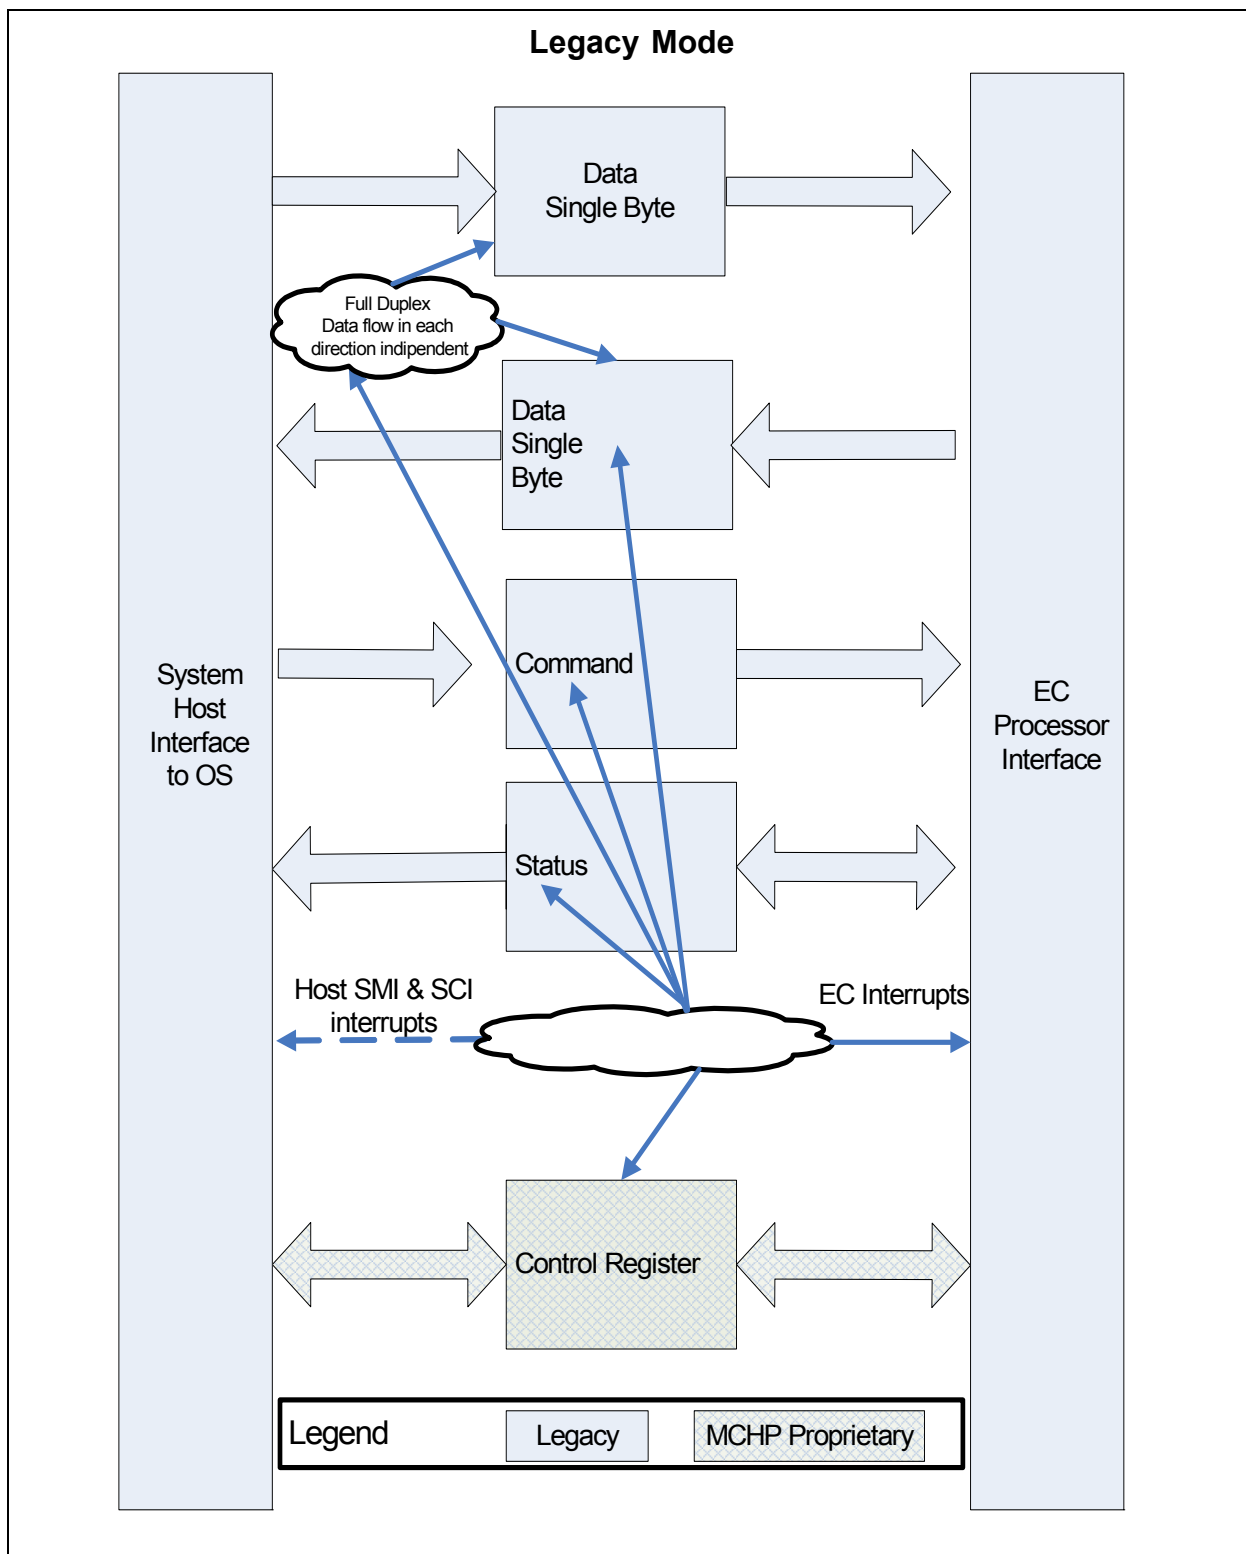 Legacy Mode
Data
Single Byte
Full Duplex
Data flow in each
direction indipendent
Data
Single
Byte
System
Host
Interface
to OS
Command
EC
Processor
Interface
Status
Host SMI & SCI
interrupts
EC Interrupts
Control Register
Legend
Legacy
MCHP Proprietary